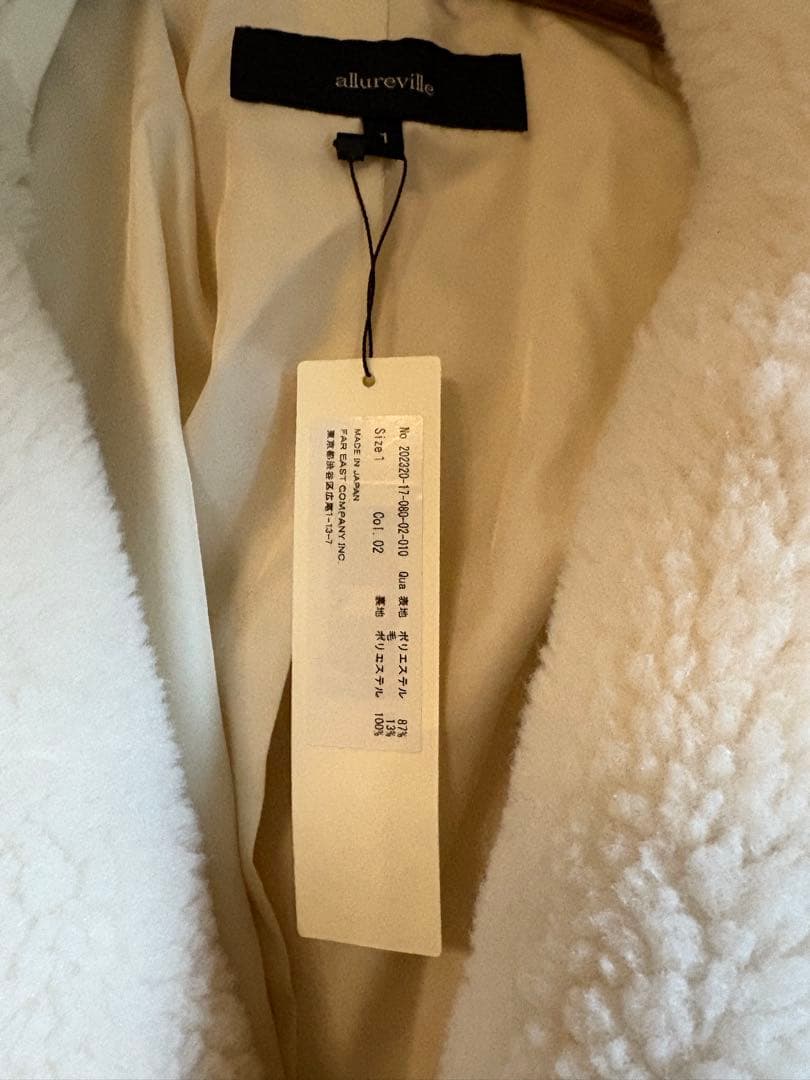 allureville
1
No 202320-17-080-02-010 Qua 表地 ポリエステル 87%
毛 13%
Size 1 Col. 02 裏地 ポリエステル 100%
MADE IN JAPAN
FAR EAST COMPANY INC.
東京都渋谷区広尾1-13-7